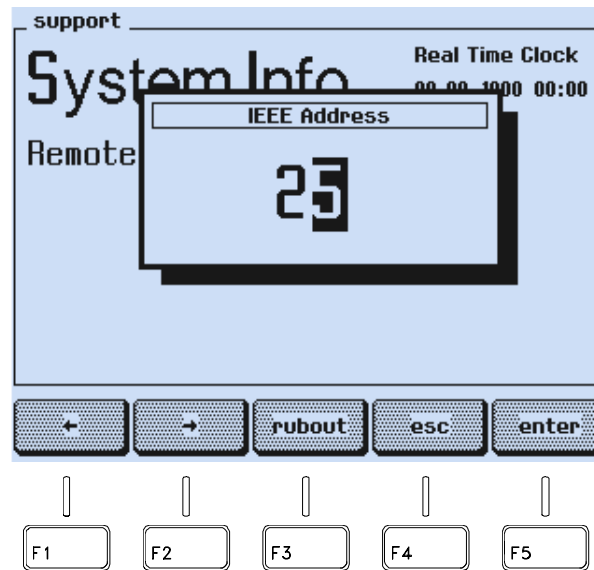 support
System Info
Real Time Clock
00.00.1000 00:00
IEEE Address
Remote
25
← → rubout esc enter
F1 F2 F3 F4 F5